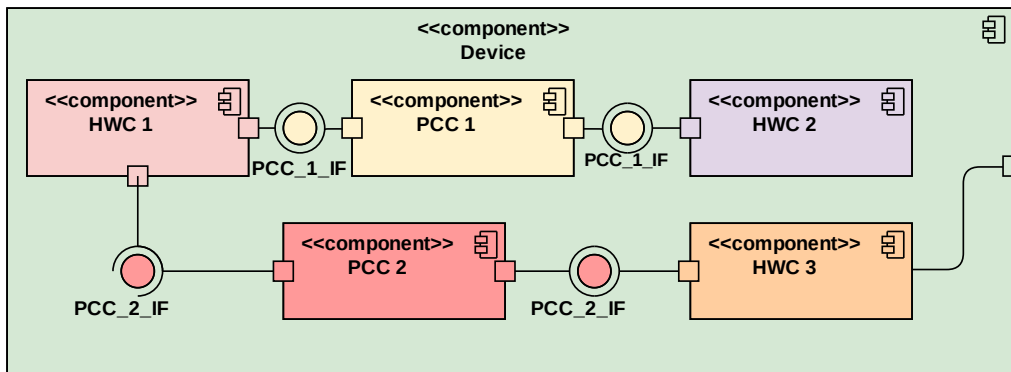 <<component>>
Device
<<component>>
HWC 1
<<component>>
PCC 1
<<component>>
HWC 2
PCC_1_IF
PCC_1_IF
<<component>>
PCC 2
<<component>>
HWC 3
PCC_2_IF
PCC_2_IF